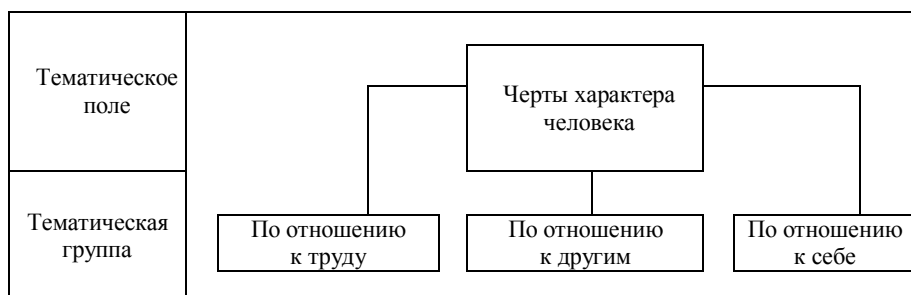 Тематическое
поле
Черты характера
человека
Тематическая
группа
По отношению
к труду
По отношению
к другим
По отношению
к себе